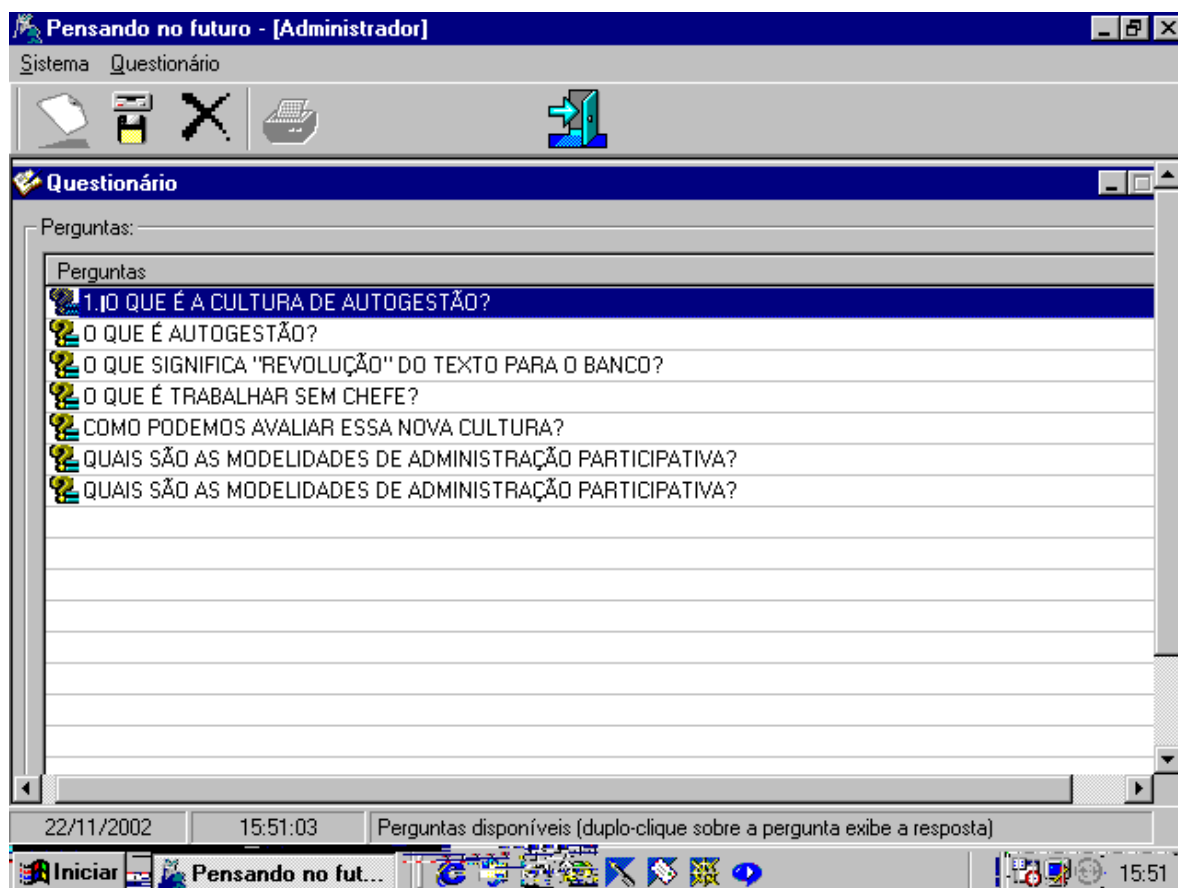 Pensando no futuro - [Administrador]
Sistema Questionário
Questionário
Perguntas:
Perguntas
1.O QUE É A CULTURA DE AUTOGESTÃO?
O QUE É AUTOGESTÃO?
O QUE SIGNIFICA "REVOLUÇÃO" DO TEXTO PARA O BANCO?
O QUE É TRABALHAR SEM CHEFE?
COMO PODEMOS AVALIAR ESSA NOVA CULTURA?
QUAIS SÃO AS MODELIDADES DE ADMINISTRAÇÃO PARTICIPATIVA?
QUAIS SÃO AS MODELIDADES DE ADMINISTRAÇÃO PARTICIPATIVA?
22/11/2002 15:51:03 Perguntas disponíveis (duplo-clique sobre a pergunta exibe a resposta)
Iniciar Pensando no fut... 15:51